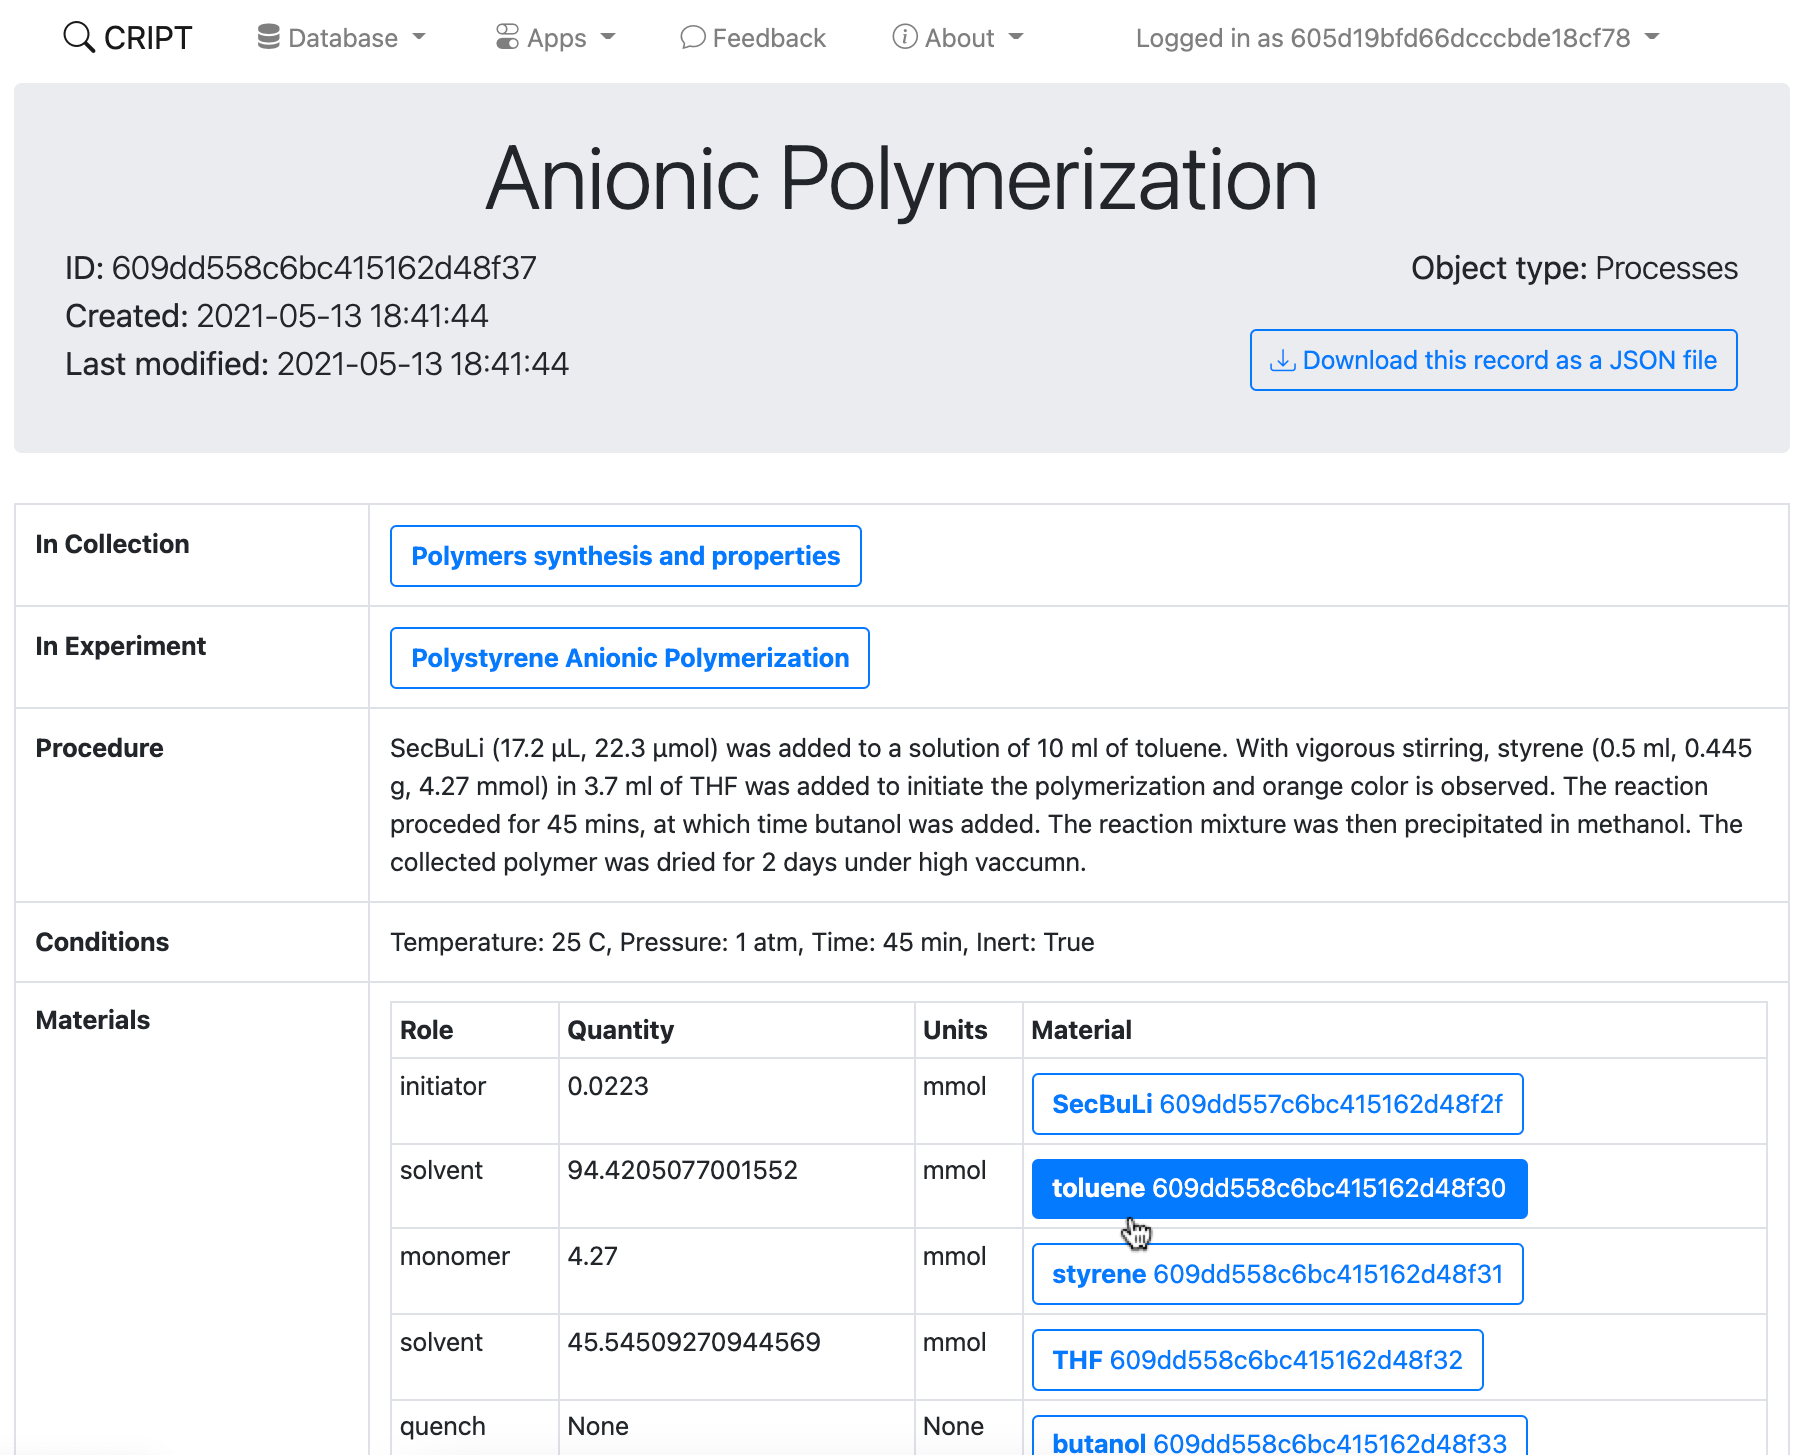 CRIPT Database Apps Feedback About Logged in as 605d19bfd66dcccbde18cf78
Anionic Polymerization
ID: 609dd558c6bc415162d48f37
Object type: Processes
Created: 2021-05-13 18:41:44
Last modified: 2021-05-13 18:41:44
Download this record as a JSON file
In Collection
Polymers synthesis and properties
In Experiment
Polystyrene Anionic Polymerization
Procedure
SecBuLi (17.2 µL, 22.3 µmol) was added to a solution of 10 ml of toluene. With vigorous stirring, styrene (0.5 ml, 0.445
g, 4.27 mmol) in 3.7 ml of THF was added to initiate the polymerization and orange color is observed. The reaction
proceded for 45 mins, at which time butanol was added. The reaction mixture was then precipitated in methanol. The
collected polymer was dried for 2 days under high vaccumn.
Conditions
Temperature: 25 C, Pressure: 1 atm, Time: 45 min, Inert: True
Materials
Role Quantity Units Material
initiator 0.0223 mmol SecBuLi 609dd557c6bc415162d48f2f
solvent 94.4205077001552 mmol toluene 609dd558c6bc415162d48f30
monomer 4.27 mmol styrene 609dd558c6bc415162d48f31
solvent 45.54509270944569 mmol THF 609dd558c6bc415162d48f32
quench None None butanol 609dd558c6bc415162d48f33